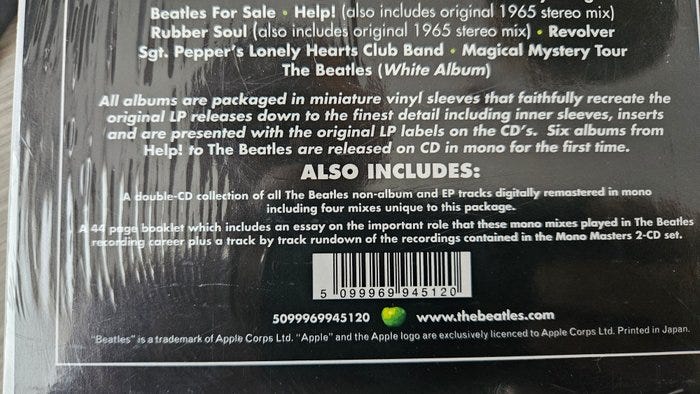 Beatles For Sale • Help! (also includes original 1965 stereo mix)
Rubber Soul (also includes original 1965 stereo mix) • Revolver
Sgt. Pepper's Lonely Hearts Club Band • Magical Mystery Tour
The Beatles (White Album)
All albums are packaged in miniature vinyl sleeves that faithfully recreate the
original LP releases down to the finest detail including inner sleeves, inserts
and are presented with the original LP labels on the CD's. Six albums from
Help! to The Beatles are released on CD in mono for the first time.
ALSO INCLUDES:
A double-CD collection of all The Beatles non-album and EP tracks digitally remastered in mono
including four mixes unique to this package.
A 44 page booklet which includes an essay on the important role that these mono mixes played in The Beatles
recording career plus a track by track rundown of the recordings contained in the Mono Masters 2-CD set.
5 099969 945120
5099969945120 www.thebeatles.com
"Beatles" is a trademark of Apple Corps Ltd. "Apple" and the Apple logo are exclusively licenced to Apple Corps Ltd. Printed in Japan.